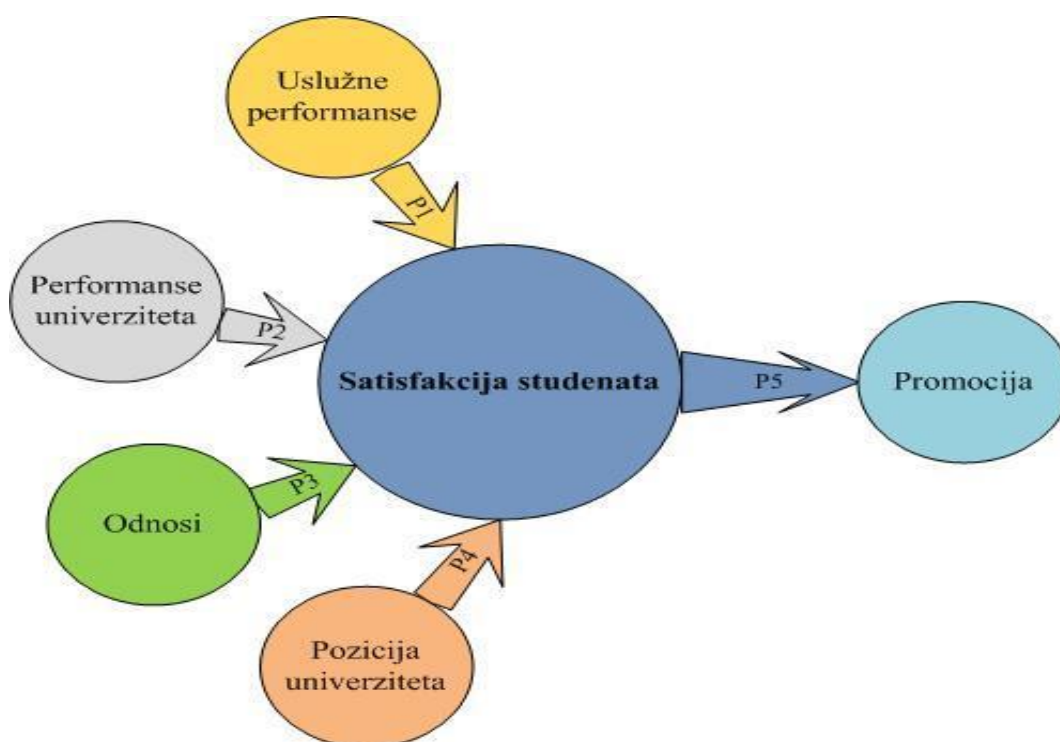 Uslužne
performanse
P1
Performanse
univerziteta
P2
Satisfakcija studenata
P5
Promocija
P3
Odnosi
P4
Pozicija
univerziteta